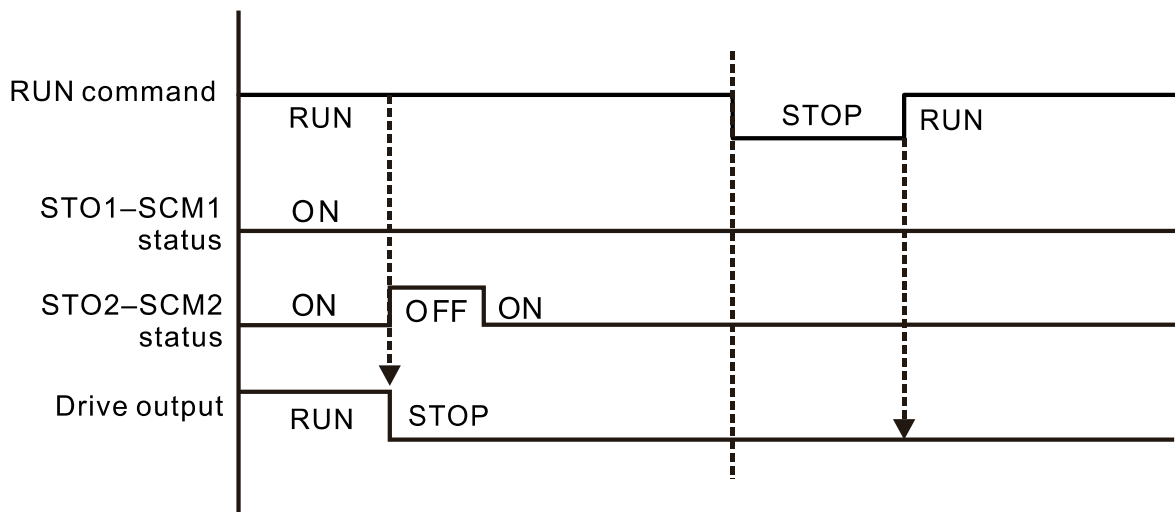 RUN command
RUN
STOP
RUN
STO1–SCM1
status
ON
STO2–SCM2
status
ON
OFF
ON
Drive output
RUN
STOP